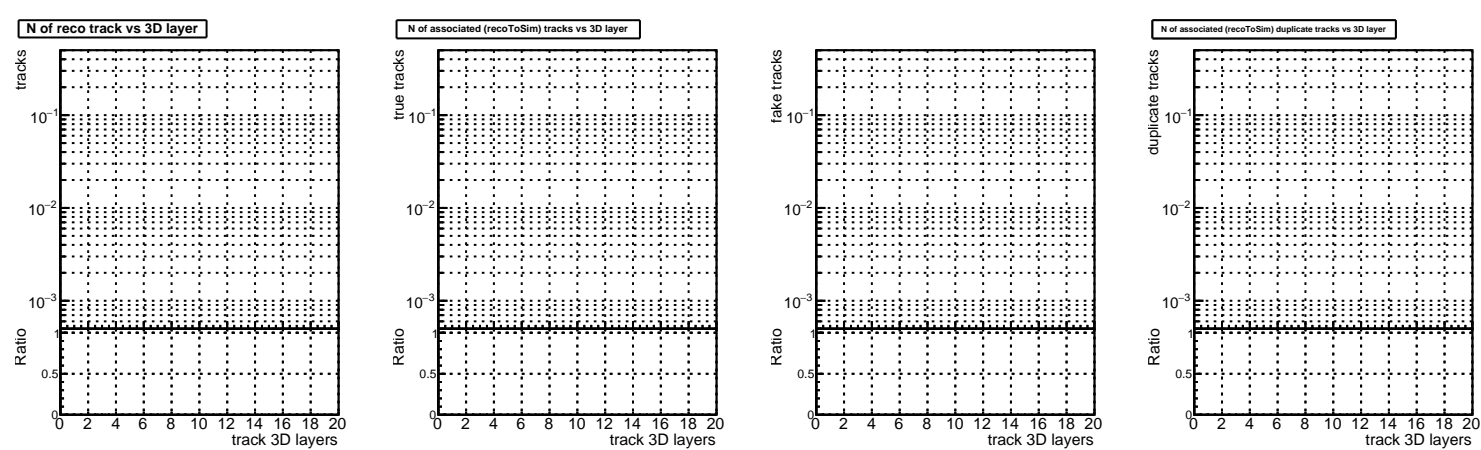 N of reco track vs 3D layer
tracks
10⁻¹
10⁻²
10⁻³
Ratio
1
0.5
0
0 2 4 6 8 10 12 14 16 18 20
track 3D layers
N of associated (recoToSim) tracks vs 3D layer
true tracks
10⁻¹
10⁻²
10⁻³
Ratio
1
0.5
0
0 2 4 6 8 10 12 14 16 18 20
track 3D layers
fake tracks
10⁻¹
10⁻²
10⁻³
Ratio
1
0.5
0
0 2 4 6 8 10 12 14 16 18 20
track 3D layers
N of associated (recoToSim) duplicate tracks vs 3D layer
duplicate tracks
10⁻¹
10⁻²
10⁻³
Ratio
1
0.5
0
0 2 4 6 8 10 12 14 16 18 20
track 3D layers